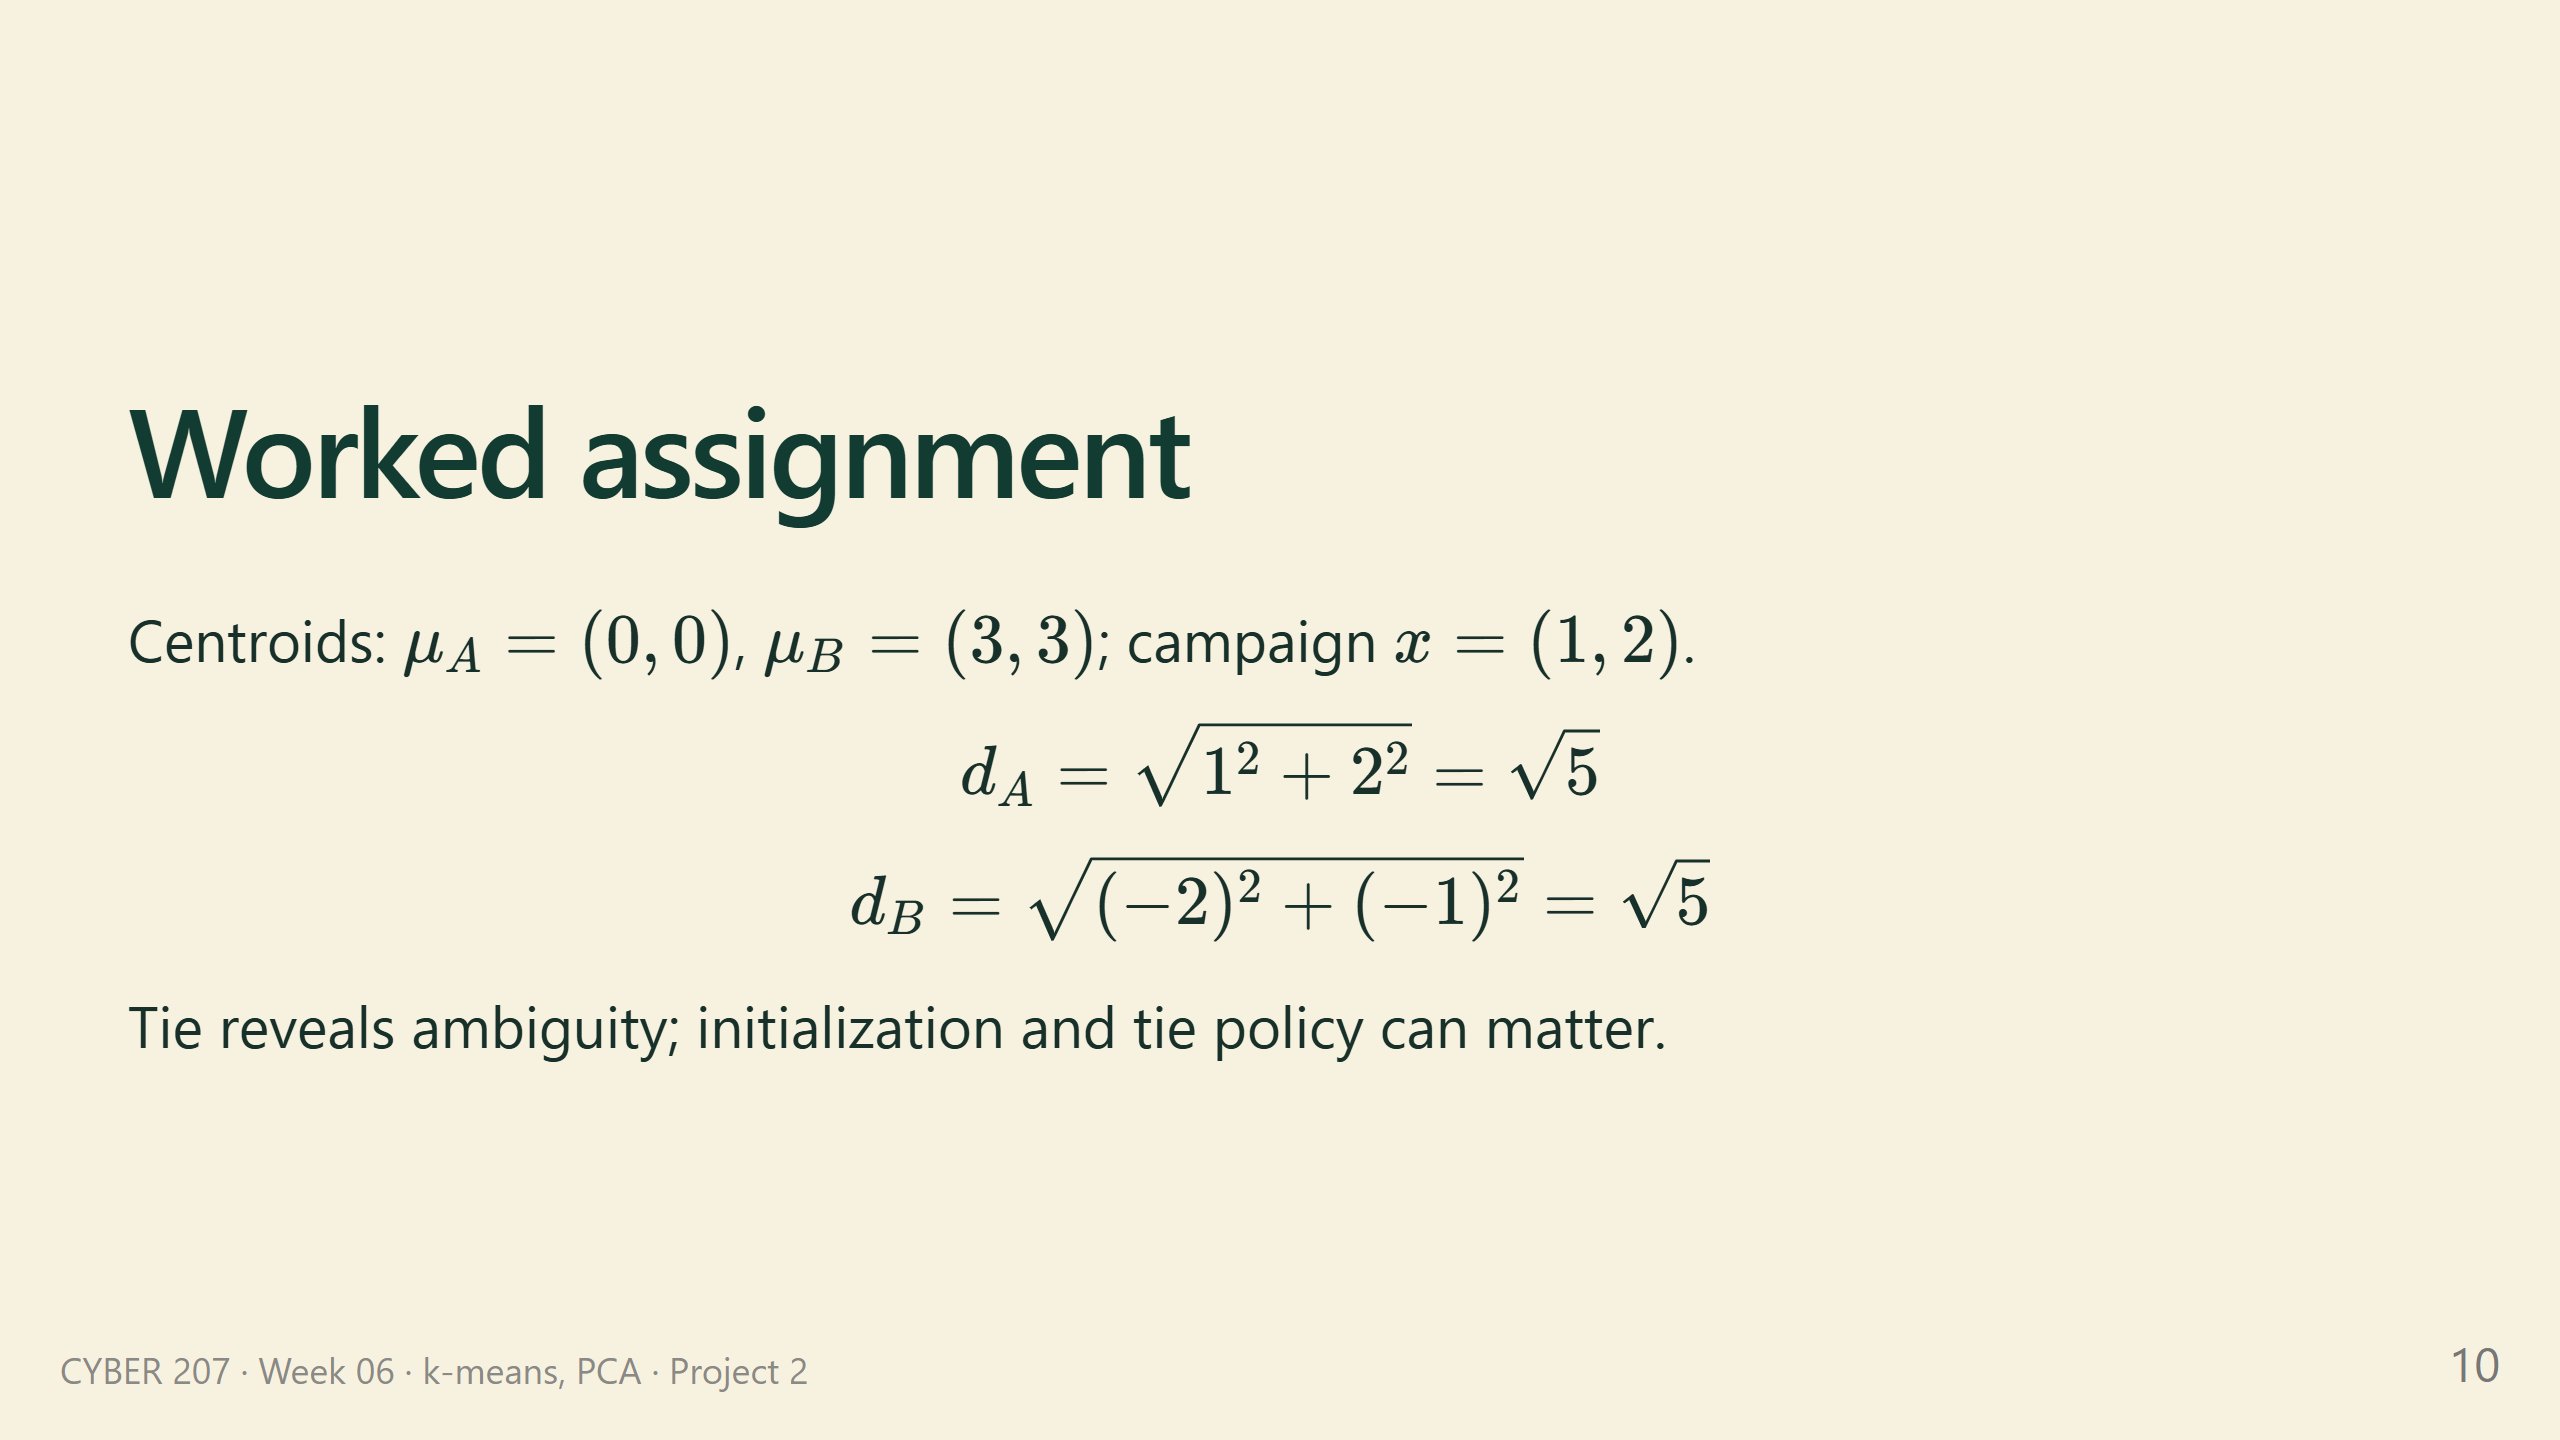 Worked assignment
Centroids: μ_A = (0, 0), μ_B = (3, 3); campaign x = (1, 2).
d_A = √(1² + 2²) = √5
d_B = √((−2)² + (−1)²) = √5
Tie reveals ambiguity; initialization and tie policy can matter.
CYBER 207 · Week 06 · k-means, PCA · Project 2
10